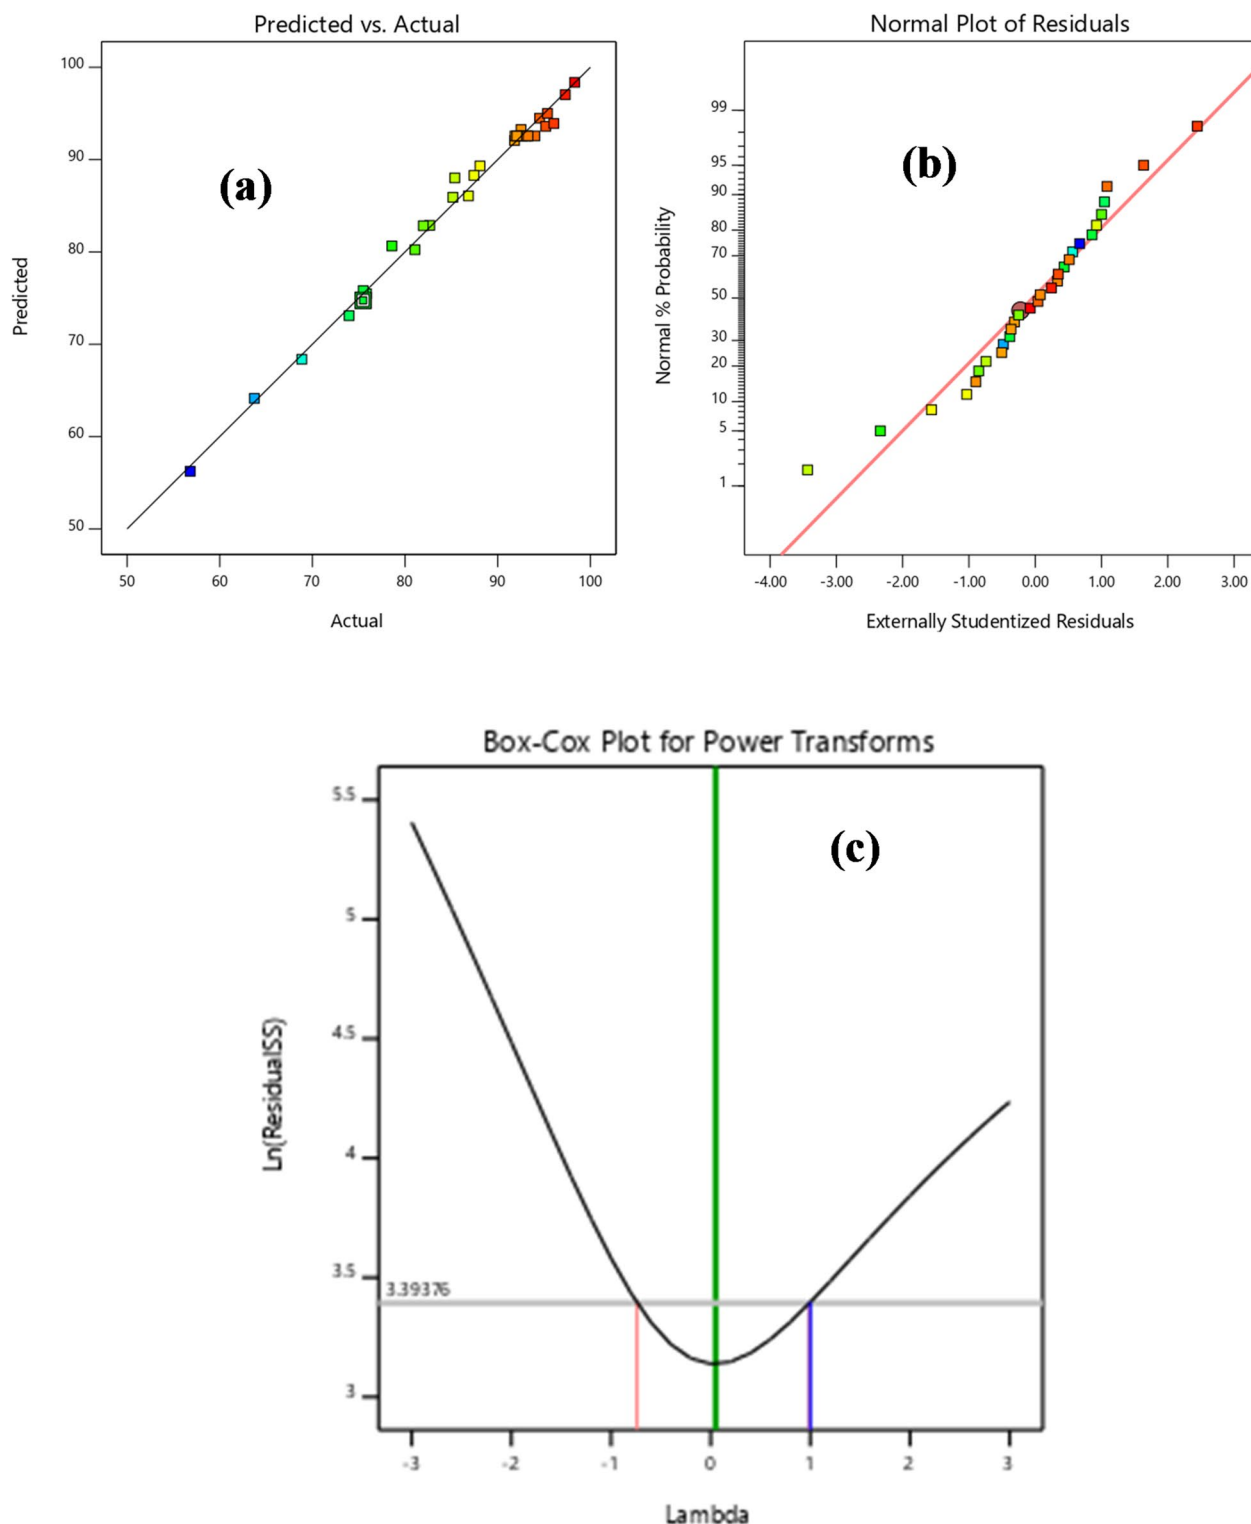 Predicted vs. Actual
100
90
80
70
60
50
Predicted
(a)
50 60 70 80 90 100
Actual
Normal Plot of Residuals
99
95
90
80
70
50
30
20
10
5
1
Normal % Probability
(b)
-4.00 -3.00 -2.00 -1.00 0.00 1.00 2.00 3.00
Externally Studentized Residuals
Box-Cox Plot for Power Transforms
5.5
5
4.5
4
3.5
3
Ln(ResidualSS)
(c)
3.39376
-3 -2 -1 0 1 2 3
Lambda